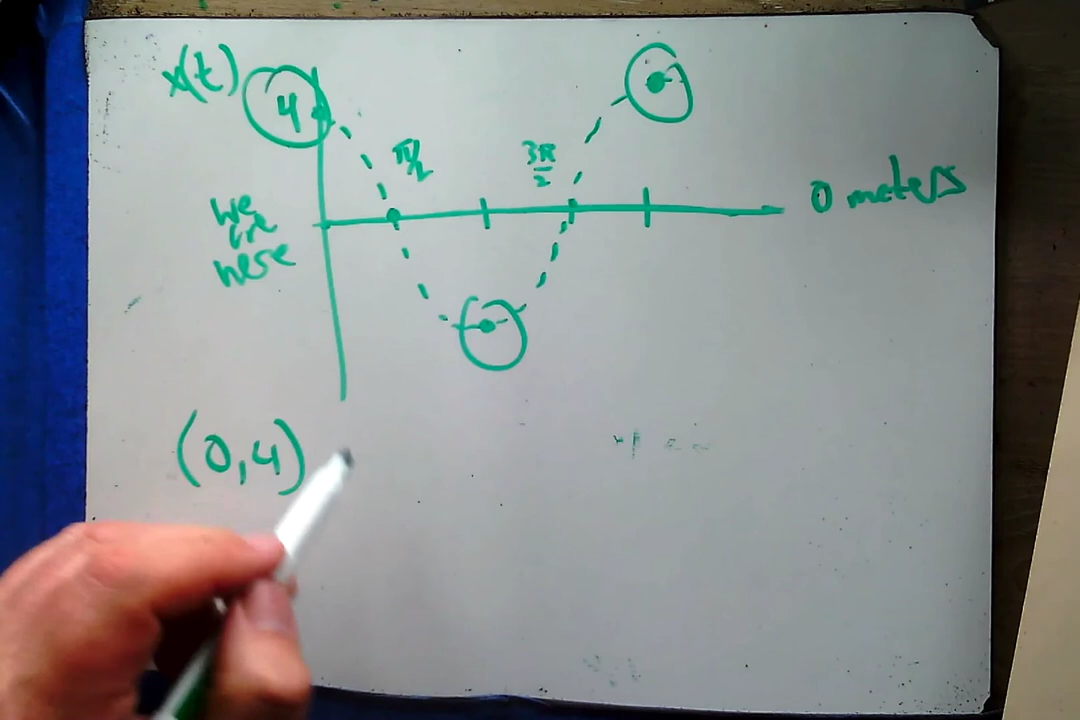 x(t)
4
π/2
3π/2
0 meters
we
are
here
(0,4)